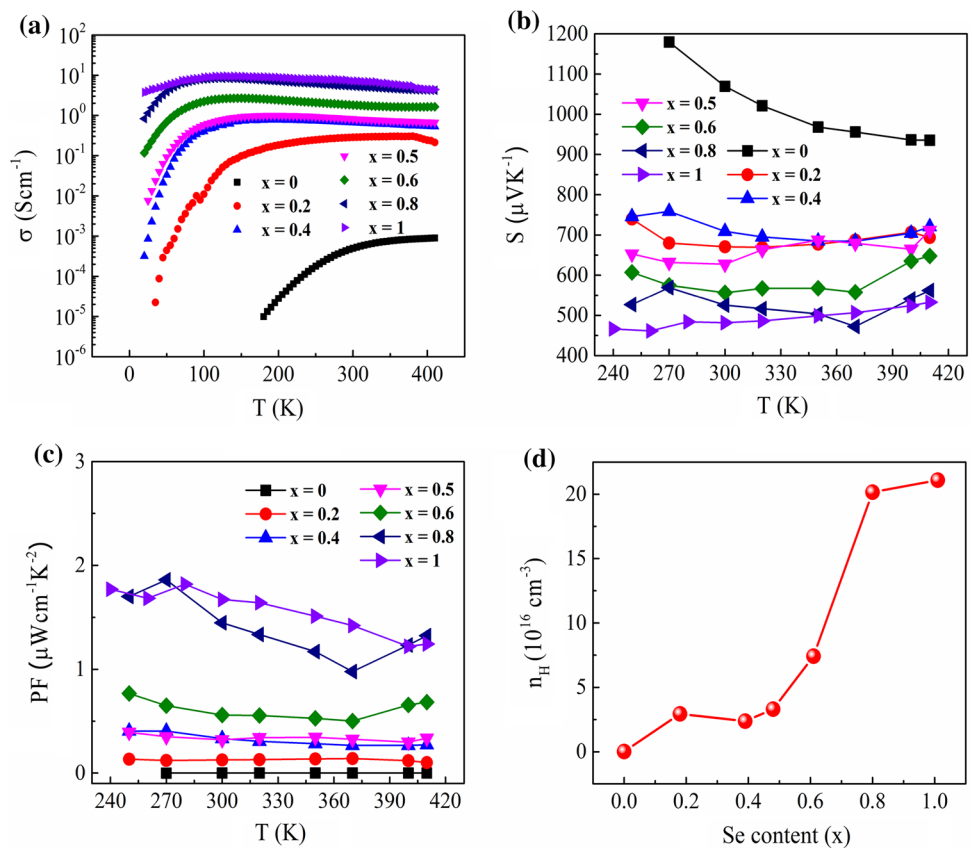 (a)
10²
10¹
10⁰
10⁻¹
10⁻²
10⁻³
10⁻⁴
10⁻⁵
10⁻⁶
σ (Scm⁻¹)
x = 0
x = 0.2
x = 0.4
x = 0.5
x = 0.6
x = 0.8
x = 1
0 100 200 300 400
T (K)
(b)
1200
1100
1000
900
800
700
600
500
400
S (μVK⁻¹)
x = 0.5
x = 0.6
x = 0.8
x = 1
x = 0
x = 0.2
x = 0.4
240 270 300 330 360 390 420
T (K)
(c)
3
2
1
0
PF (μWcm⁻¹K⁻²)
x = 0
x = 0.2
x = 0.4
x = 0.5
x = 0.6
x = 0.8
x = 1
240 270 300 330 360 390 420
T (K)
(d)
20
15
10
5
0
n_H (10¹⁶ cm⁻³)
0.0 0.2 0.4 0.6 0.8 1.0
Se content (x)